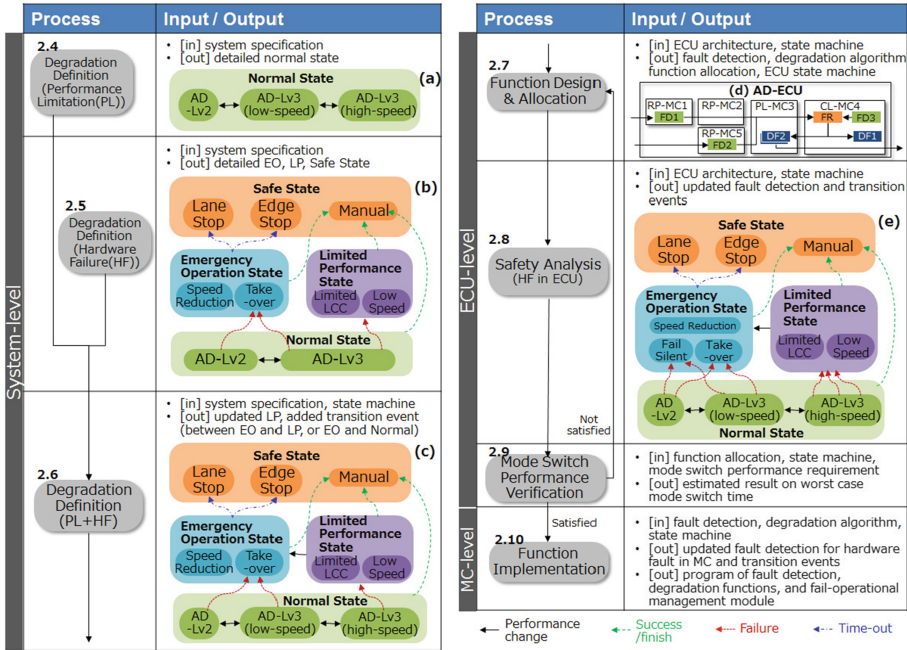 Process
Input / Output
System-level
2.4
Degradation
Definition
(Performance
Limitation(PL))
• [in] system specification
• [out] detailed normal state
Normal State
(a)
AD
-Lv2
AD-Lv3
(low-speed)
AD-Lv3
(high-speed)
2.5
Degradation
Definition
(Hardware
Failure(HF))
• [in] system specification
• [out] detailed EO, LP, Safe State
(b)
Safe State
Lane
Stop
Edge
Stop
Manual
Emergency
Operation State
Speed
Reduction
Take
-over
Limited
Performance
State
Limited
LCC
Low
Speed
Normal State
AD-Lv2
AD-Lv3
2.6
Degradation
Definition
(PL+HF)
• [in] system specification, state machine
• [out] updated LP, added transition event
(between EO and LP, or EO and Normal)
(c)
Safe State
Lane
Stop
Edge
Stop
Manual
Emergency
Operation State
Speed
Reduction
Take
-over
Limited
Performance
State
Limited
LCC
Low
Speed
AD
-Lv2
AD-Lv3
(low-speed)
AD-Lv3
(high-speed)
Normal State
Process
Input / Output
ECU-level
2.7
Function Design
& Allocation
• [in] ECU architecture, state machine
• [out] fault detection, degradation algorithm
function allocation, ECU state machine
(d) AD-ECU
RP-MC1
RP-MC2
PL-MC3
CL-MC4
FD1
FR
FD3
RP-MC5
FD2
DF2
DF1
2.8
Safety Analysis
(HF in ECU)
• [in] ECU architecture, state machine
• [out] updated fault detection and transition
events
(e)
Safe State
Lane
Stop
Edge
Stop
Manual
Emergency
Operation State
Speed Reduction
Fail
Silent
Take
-over
Limited
Performance
State
Limited
LCC
Low
Speed
AD
-Lv2
AD-Lv3
(low-speed)
AD-Lv3
(high-speed)
Normal State
Not
satisfied
2.9
Mode Switch
Performance
Verification
• [in] function allocation, state machine,
mode switch performance requirement
• [out] estimated result on worst case
mode switch time
MC-level
Satisfied
2.10
Function
Implementation
• [in] fault detection, degradation algorithm,
state machine
• [out] updated fault detection for hardware
fault in MC and transition events
• [out] program of fault detection,
degradation functions, and fail-operational
management module
Performance
change
Success
/finish
Failure
Time-out